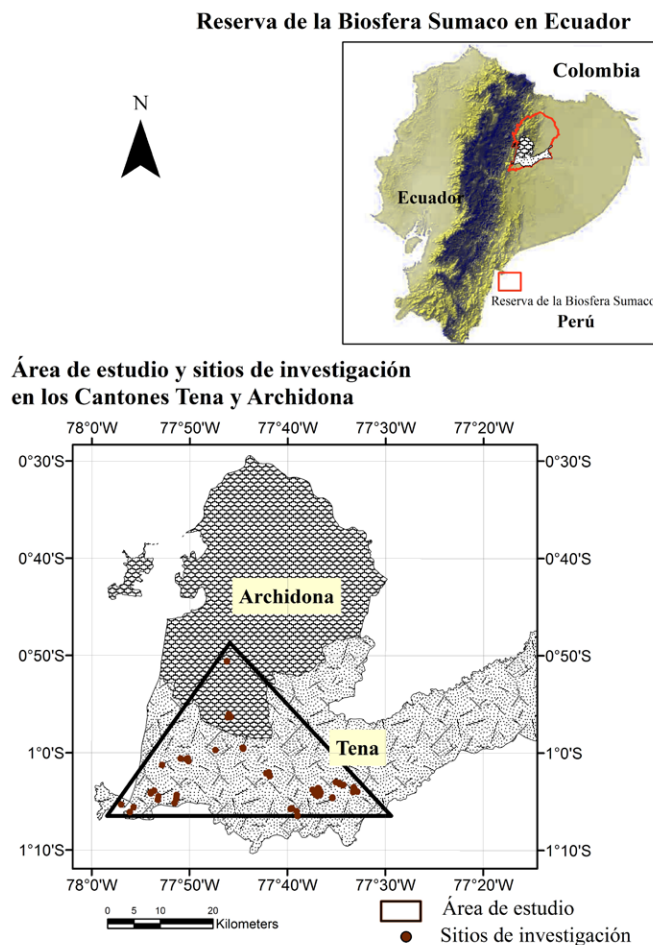 Reserva de la Biosfera Sumaco en Ecuador
N
Colombia
Ecuador
Reserva de la Biosfera Sumaco
Perú
Área de estudio y sitios de investigación
en los Cantones Tena y Archidona
78°0'W 77°50'W 77°40'W 77°30'W 77°20'W
0°30'S 0°30'S
0°40'S 0°40'S
Archidona
0°50'S 0°50'S
1°0'S Tena 1°0'S
1°10'S 1°10'S
78°0'W 77°50'W 77°40'W 77°30'W 77°20'W
0 5 10 20
Kilometers
Área de estudio
Sitios de investigación